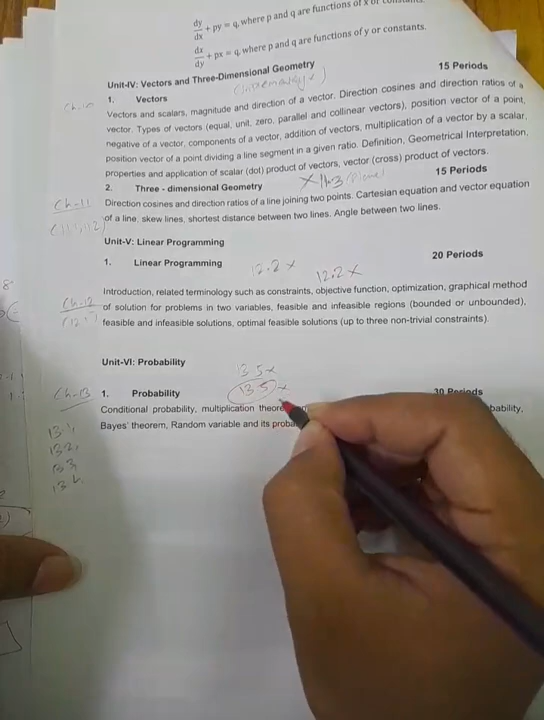 dy/dx + py = q, where p and q are functions of x or constants.
dx/dy + px = q, where p and q are functions of y or constants.
Unit-IV: Vectors and Three-Dimensional Geometry
1. Vectors 15 Periods
Vectors and scalars, magnitude and direction of a vector. Direction cosines and direction ratios of a
vector. Types of vectors (equal, unit, zero, parallel and collinear vectors), position vector of a point,
negative of a vector, components of a vector, addition of vectors, multiplication of a vector by a scalar,
position vector of a point dividing a line segment in a given ratio. Definition, Geometrical Interpretation,
properties and application of scalar (dot) product of vectors, vector (cross) product of vectors.
X 11.3/Plane
2. Three - dimensional Geometry 15 Periods
Ch-11
Direction cosines and direction ratios of a line joining two points. Cartesian equation and vector equation
of a line, skew lines, shortest distance between two lines. Angle between two lines.
Unit-V: Linear Programming
1. Linear Programming 20 Periods
12.2 X
12.2 X
Ch-12
Introduction, related terminology such as constraints, objective function, optimization, graphical method
of solution for problems in two variables, feasible and infeasible regions (bounded or unbounded),
feasible and infeasible solutions, optimal feasible solutions (up to three non-trivial constraints).
Unit-VI: Probability
13.5 X
Ch-13 1. Probability 13.5 X 30 Periods
Conditional probability, multiplication bability,
Bayes' theorem, Random variable and its
13.1,
13.2,
13.3,
13.4,